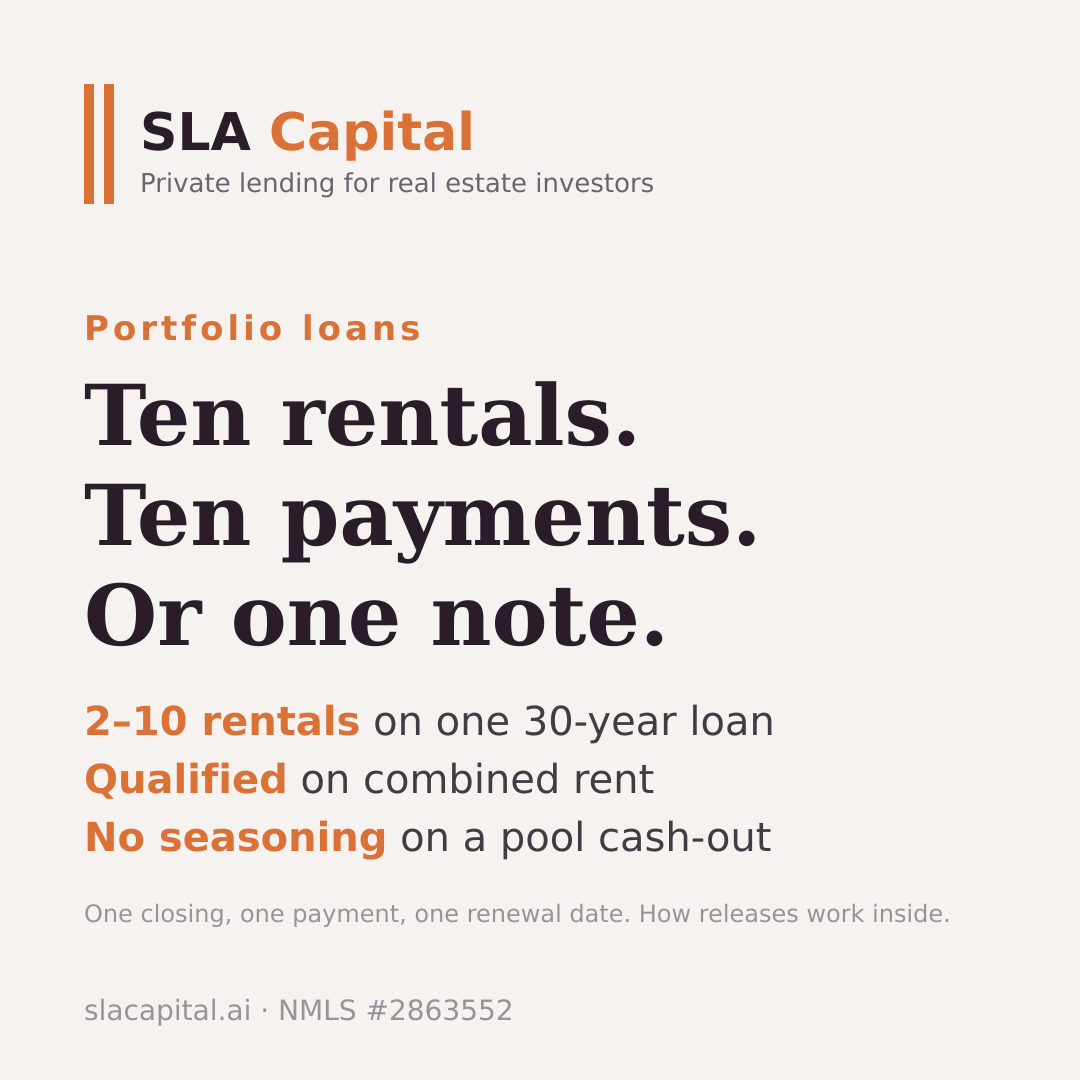 SLA Capital
Private lending for real estate investors
Portfolio loans
Ten rentals.
Ten payments.
Or one note.
2–10 rentals on one 30-year loan
Qualified on combined rent
No seasoning on a pool cash-out
One closing, one payment, one renewal date. How releases work inside.
slacapital.ai · NMLS #2863552